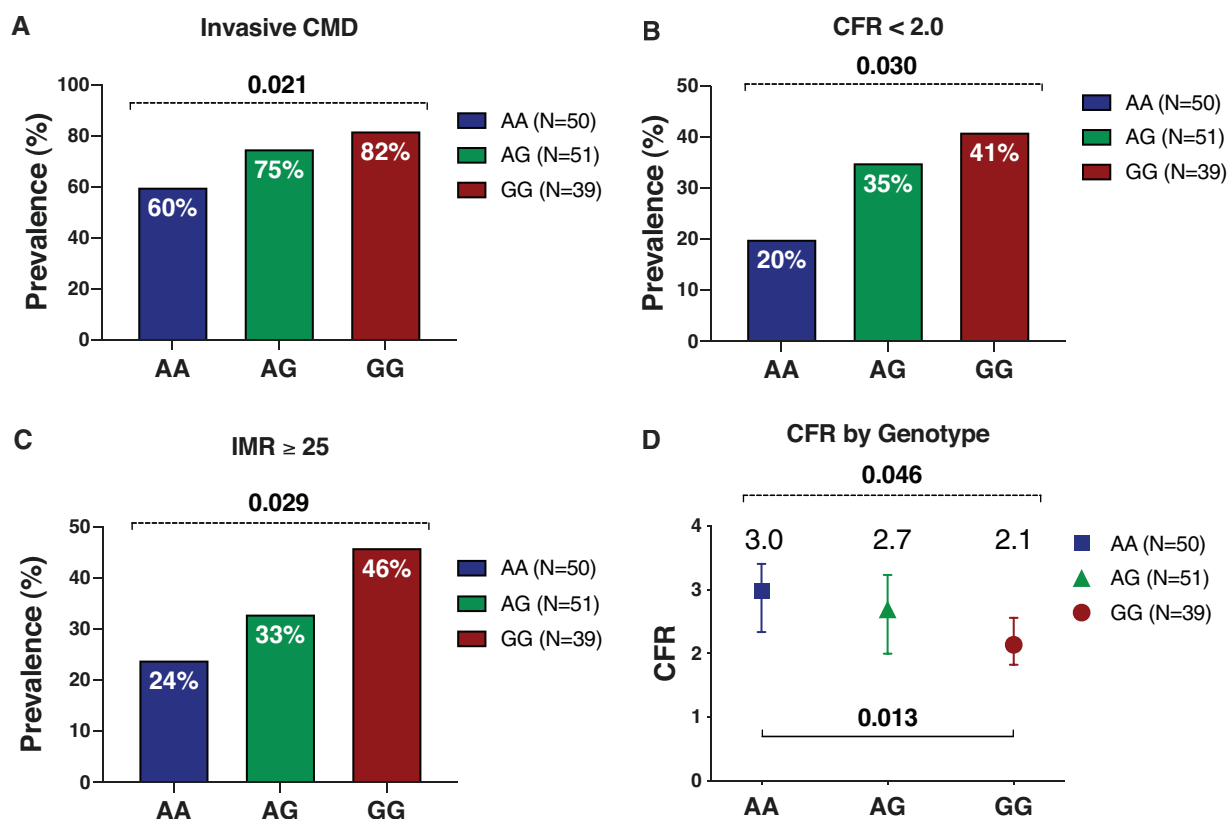 A
Invasive CMD
0.021
Prevalence (%)
100
80
60
40
20
0
60%
75%
82%
AA
AG
GG
AA (N=50)
AG (N=51)
GG (N=39)
B
CFR < 2.0
0.030
Prevalence (%)
50
40
30
20
10
0
20%
35%
41%
AA
AG
GG
AA (N=50)
AG (N=51)
GG (N=39)
C
IMR ≥ 25
0.029
Prevalence (%)
50
40
30
20
10
0
24%
33%
46%
AA
AG
GG
AA (N=50)
AG (N=51)
GG (N=39)
D
CFR by Genotype
0.046
CFR
4
3
2
1
0
3.0
2.7
2.1
0.013
AA
AG
GG
AA (N=50)
AG (N=51)
GG (N=39)